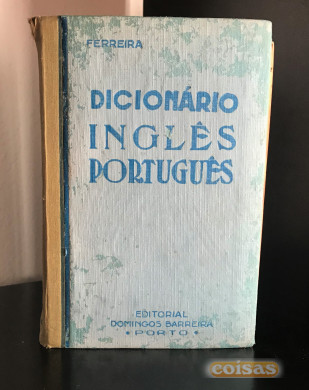 FERREIRA
DICIONÁRIO
INGLÊS
PORTUGUÊS
EDITORIAL
DOMINGOS BARREIRA
• PORTO •
coisas